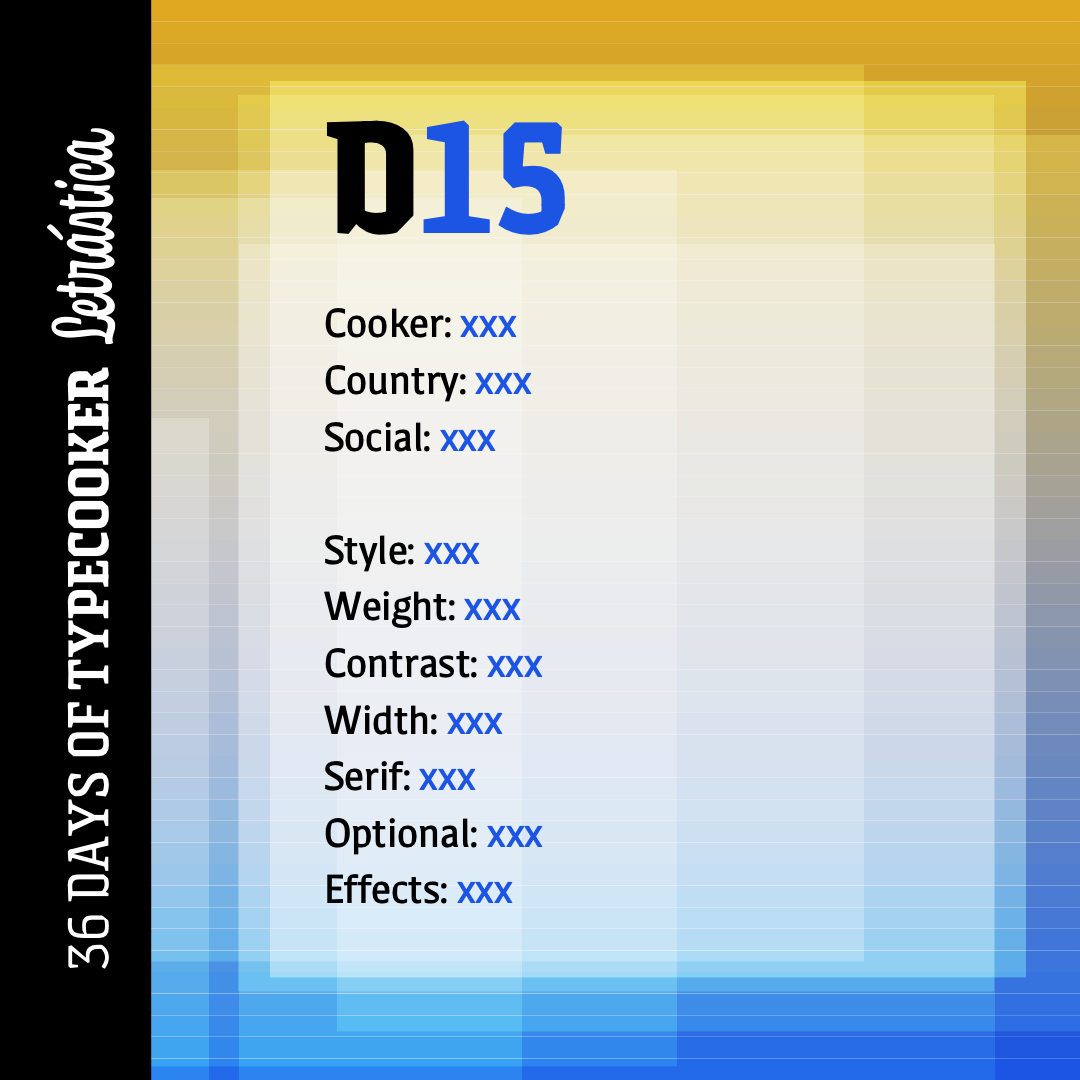 36 DAYS OF TYPECOOKER Letrástica
D15
Cooker: xxx
Country: xxx
Social: xxx
Style: xxx
Weight: xxx
Contrast: xxx
Width: xxx
Serif: xxx
Optional: xxx
Effects: xxx